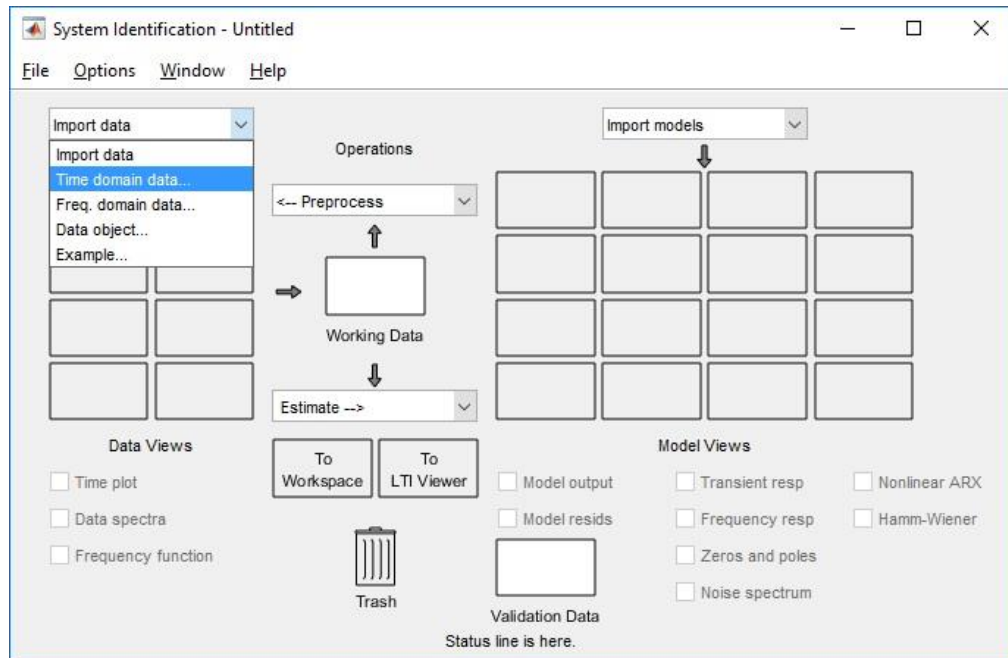 System Identification - Untitled
File Options Window Help
Import data
Import data
Time domain data...
Freq. domain data...
Data object...
Example...
Operations
<-- Preprocess
Working Data
Estimate -->
To Workspace
To LTI Viewer
Trash
Import models
Data Views
Time plot
Data spectra
Frequency function
Model Views
Model output
Model resids
Transient resp
Frequency resp
Zeros and poles
Noise spectrum
Nonlinear ARX
Hamm-Wiener
Validation Data
Status line is here.